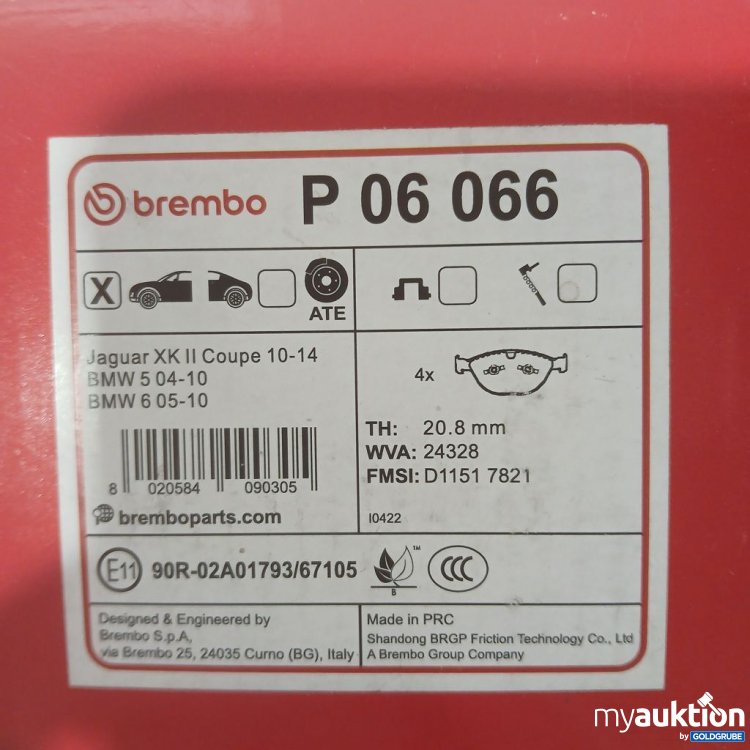 brembo P 06 066
X
ATE
Jaguar XK II Coupe 10-14
BMW 5 04-10
BMW 6 05-10
8 020584 090305
bremboparts.com
4x
TH: 20.8 mm
WVA: 24328
FMSI: D1151 7821
I0422
E11 90R-02A01793/67105
TM
B
CCC
Designed & Engineered by
Brembo S.p.A,
via Brembo 25, 24035 Curno (BG), Italy
Made in PRC
Shandong BRGP Friction Technology Co., Ltd
A Brembo Group Company
myauktion
by GOLDGRUBE